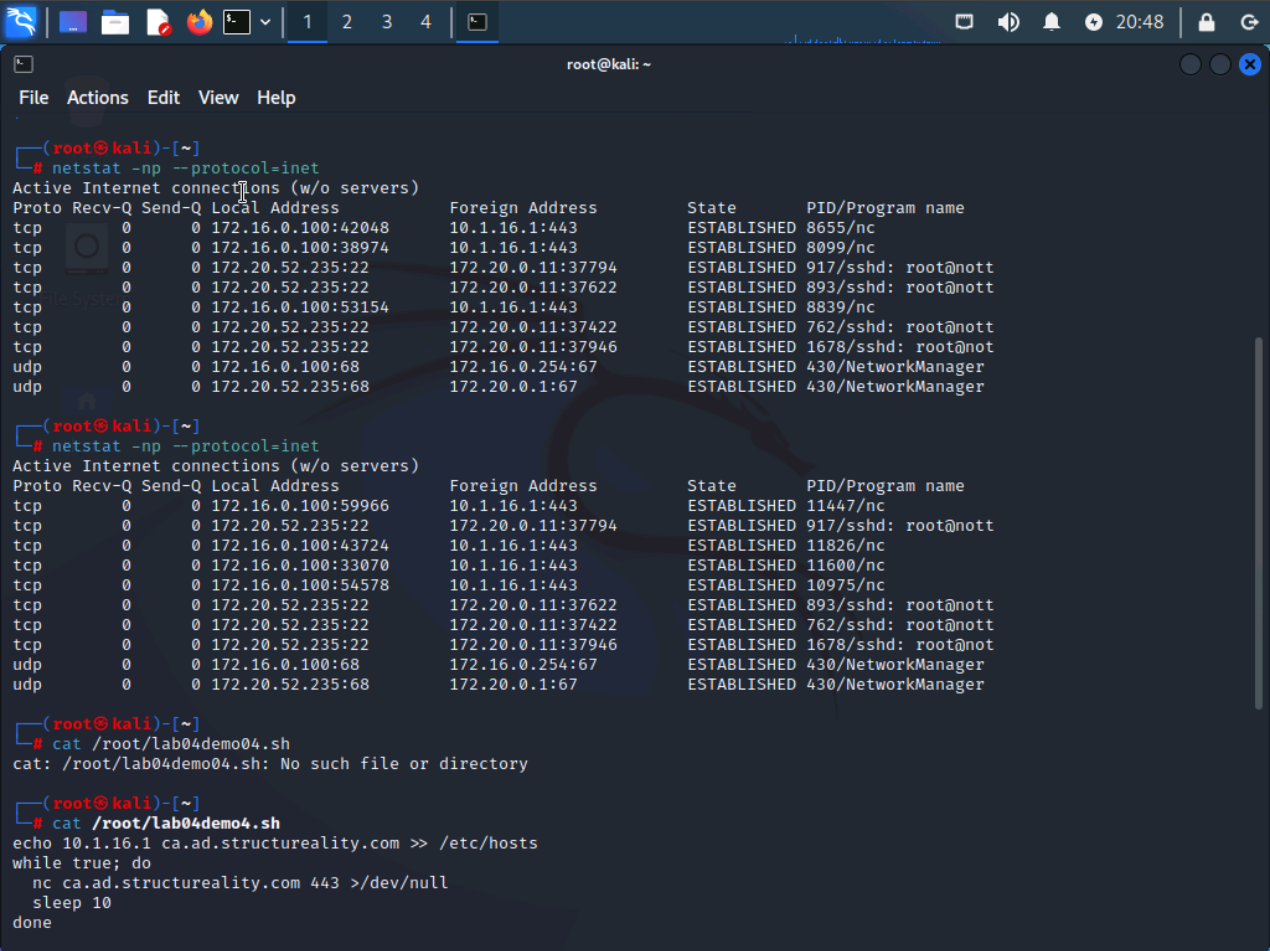 1 2 3 4 20:48
root@kali: ~
File Actions Edit View Help
┌──(root㉿kali)-[~]
└─# netstat -np --protocol=inet
Active Internet connections (w/o servers)
Proto Recv-Q Send-Q Local Address           Foreign Address         State       PID/Program name
tcp        0      0 172.16.0.100:42048      10.1.16.1:443           ESTABLISHED 8655/nc
tcp        0      0 172.16.0.100:38974      10.1.16.1:443           ESTABLISHED 8099/nc
tcp        0      0 172.20.52.235:22        172.20.0.11:37794       ESTABLISHED 917/sshd: root@nott
tcp        0      0 172.20.52.235:22        172.20.0.11:37622       ESTABLISHED 893/sshd: root@nott
tcp        0      0 172.16.0.100:53154      10.1.16.1:443           ESTABLISHED 8839/nc
tcp        0      0 172.20.52.235:22        172.20.0.11:37422       ESTABLISHED 762/sshd: root@nott
tcp        0      0 172.20.52.235:22        172.20.0.11:37946       ESTABLISHED 1678/sshd: root@not
udp        0      0 172.16.0.100:68         172.16.0.254:67         ESTABLISHED 430/NetworkManager
udp        0      0 172.20.52.235:68        172.20.0.1:67           ESTABLISHED 430/NetworkManager
┌──(root㉿kali)-[~]
└─# netstat -np --protocol=inet
Active Internet connections (w/o servers)
Proto Recv-Q Send-Q Local Address           Foreign Address         State       PID/Program name
tcp        0      0 172.16.0.100:59966      10.1.16.1:443           ESTABLISHED 11447/nc
tcp        0      0 172.20.52.235:22        172.20.0.11:37794       ESTABLISHED 917/sshd: root@nott
tcp        0      0 172.16.0.100:43724      10.1.16.1:443           ESTABLISHED 11826/nc
tcp        0      0 172.16.0.100:33070      10.1.16.1:443           ESTABLISHED 11600/nc
tcp        0      0 172.16.0.100:54578      10.1.16.1:443           ESTABLISHED 10975/nc
tcp        0      0 172.20.52.235:22        172.20.0.11:37622       ESTABLISHED 893/sshd: root@nott
tcp        0      0 172.20.52.235:22        172.20.0.11:37422       ESTABLISHED 762/sshd: root@nott
tcp        0      0 172.20.52.235:22        172.20.0.11:37946       ESTABLISHED 1678/sshd: root@not
udp        0      0 172.16.0.100:68         172.16.0.254:67         ESTABLISHED 430/NetworkManager
udp        0      0 172.20.52.235:68        172.20.0.1:67           ESTABLISHED 430/NetworkManager
┌──(root㉿kali)-[~]
└─# cat /root/lab04demo04.sh
cat: /root/lab04demo04.sh: No such file or directory
┌──(root㉿kali)-[~]
└─# cat /root/lab04demo4.sh
echo 10.1.16.1 ca.ad.structureality.com >> /etc/hosts
while true; do
  nc ca.ad.structureality.com 443 >/dev/null
  sleep 10
done